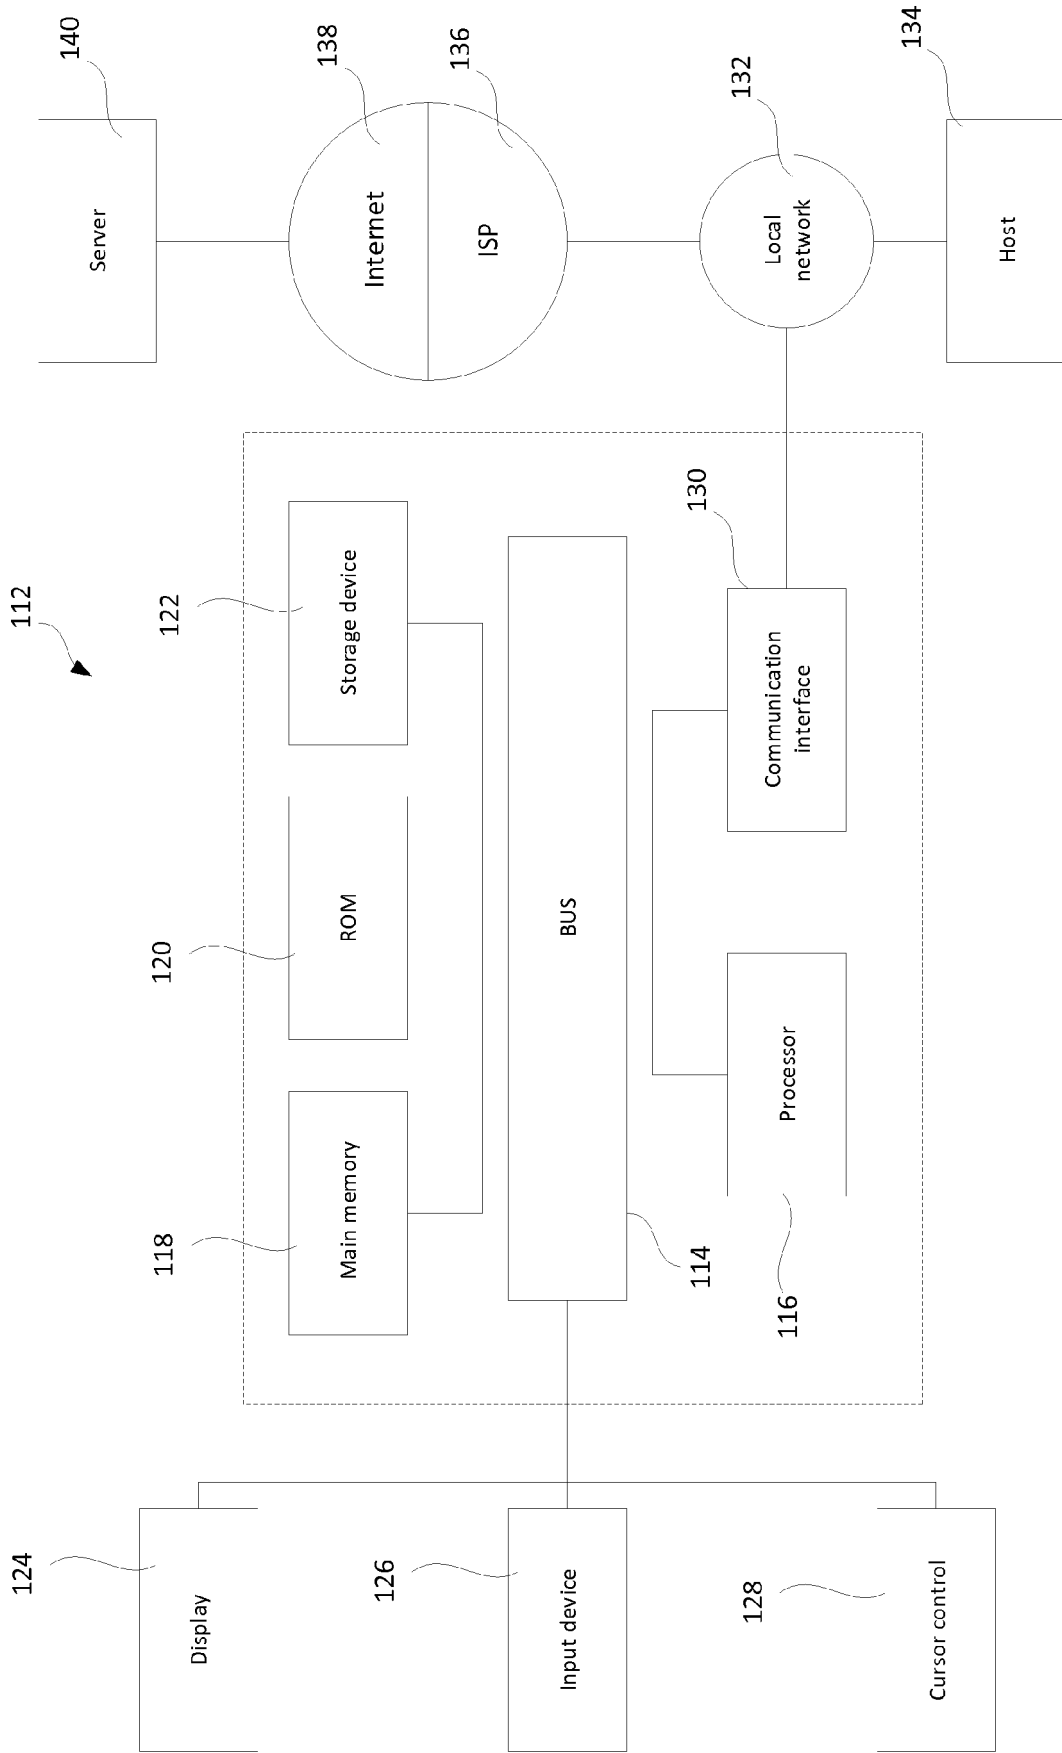 124
112
140
Server
118
120
122
Display
138
Main memory
ROM
Storage device
Internet
126
136
ISP
Input device
BUS
114
130
132
128
116
Processor
Communication
interface
Local
network
134
Cursor control
Host